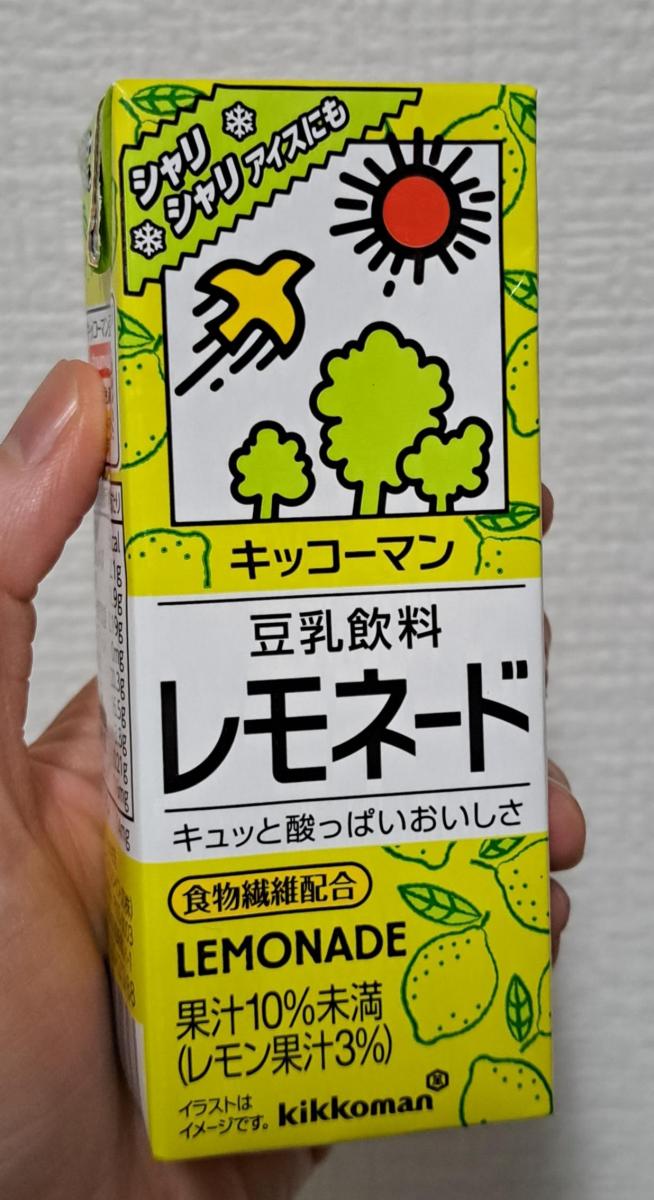 シャリ
シャリ アイスにも
キッコーマン
豆乳飲料
レモネード
キュッと酸っぱいおいしさ
食物繊維配合
LEMONADE
果汁10%未満
(レモン果汁3%)
イラストは
イメージです。
kikkoman